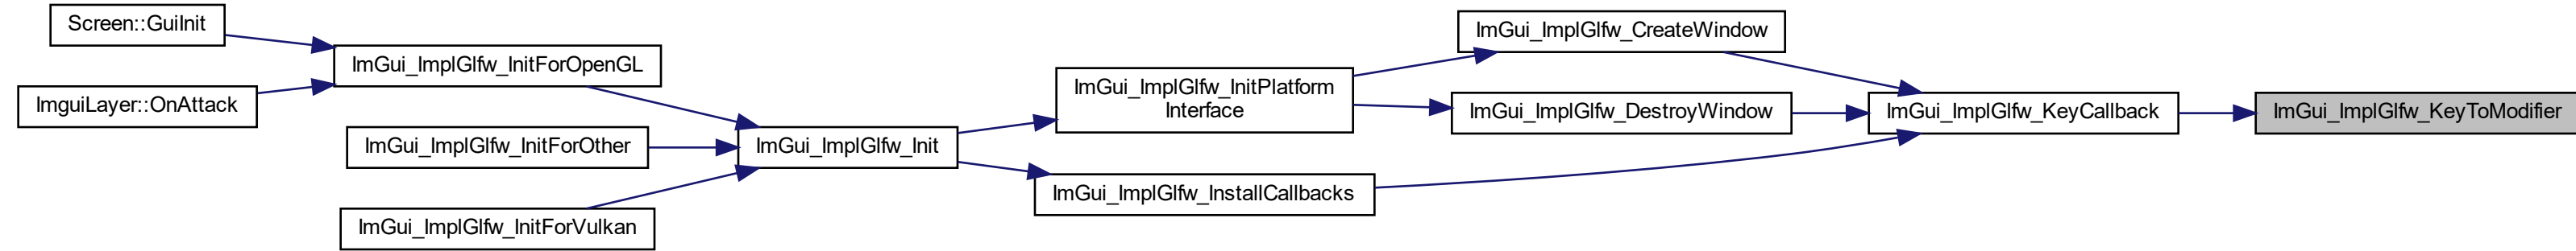 Screen::GuiInit
ImguiLayer::OnAttack
ImGui_ImplGlfw_InitForOpenGL
ImGui_ImplGlfw_InitForOther
ImGui_ImplGlfw_InitForVulkan
ImGui_ImplGlfw_Init
ImGui_ImplGlfw_InitPlatform
Interface
ImGui_ImplGlfw_InstallCallbacks
ImGui_ImplGlfw_CreateWindow
ImGui_ImplGlfw_DestroyWindow
ImGui_ImplGlfw_KeyCallback
ImGui_ImplGlfw_KeyToModifier